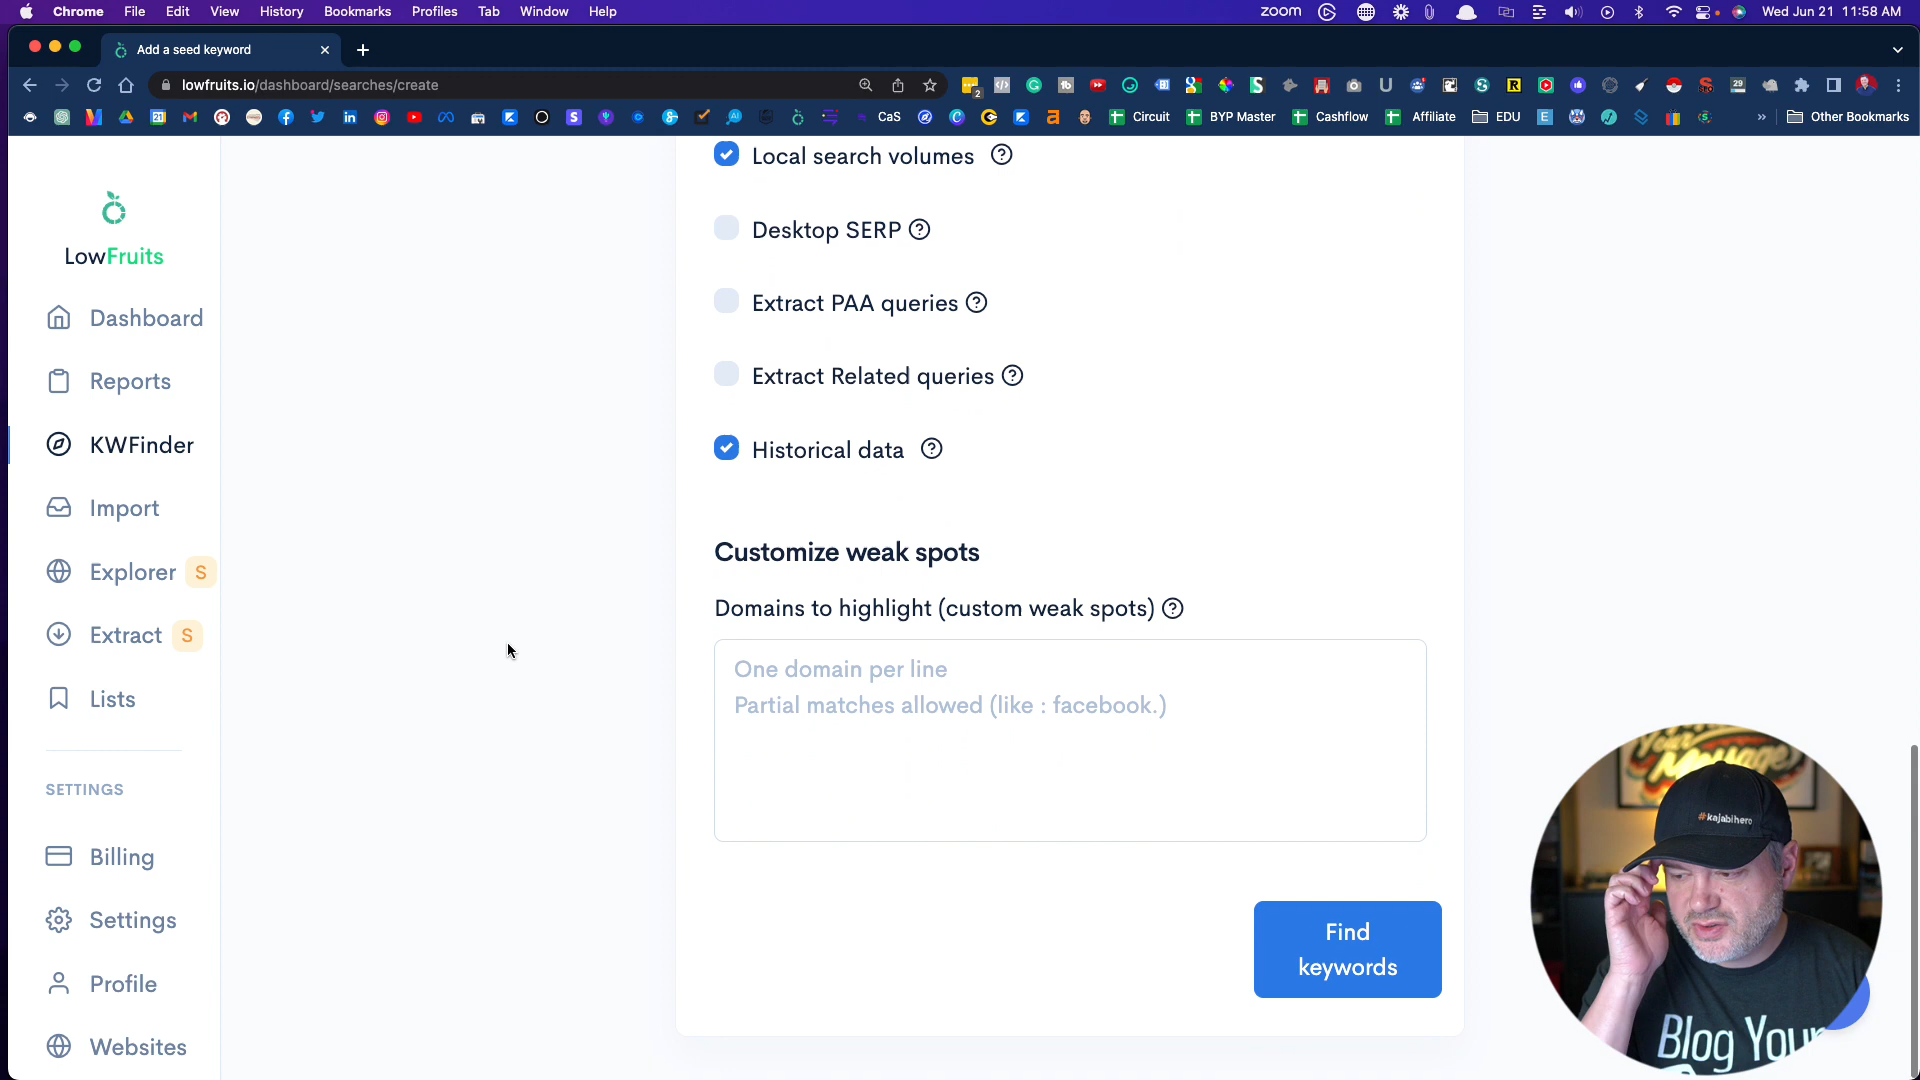 Chrome File Edit View History Bookmarks Profiles Tab Window Help
zoom Wed Jun 21 11:58 AM
Add a seed keyword
lowfruits.io/dashboard/searches/create
CaS Circuit BYP Master Cashflow Affiliate EDU Other Bookmarks
LowFruits
Dashboard
Reports
KWFinder
Import
Explorer S
Extract S
Lists
SETTINGS
Billing
Settings
Profile
Websites
Local search volumes
Desktop SERP
Extract PAA queries
Extract Related queries
Historical data
Customize weak spots
Domains to highlight (custom weak spots)
One domain per line
Partial matches allowed (like : facebook.)
Find
keywords
Your
Message
#kajabihero
Blog Your